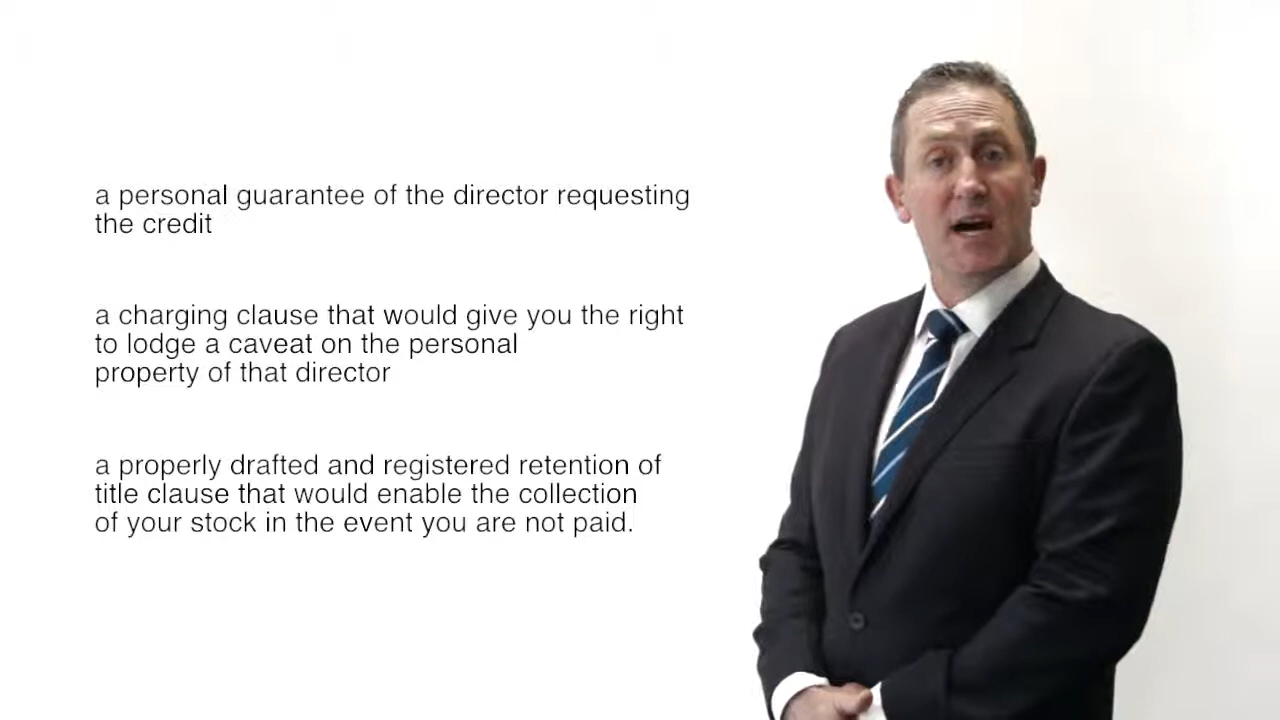 a personal guarantee of the director requesting
the credit
a charging clause that would give you the right
to lodge a caveat on the personal
property of that director
a properly drafted and registered retention of
title clause that would enable the collection
of your stock in the event you are not paid.